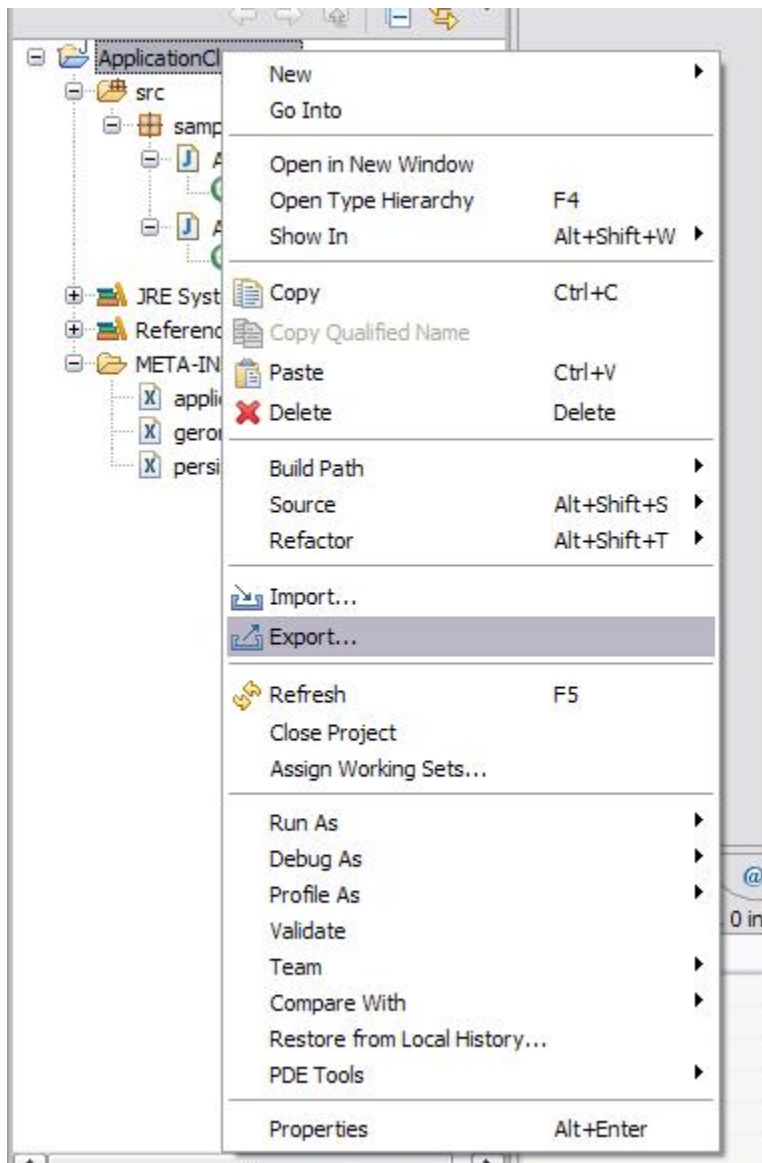 ApplicationCl
src
samp
A
A
JRE Syst
Referenc
META-IN
appli
geron
persi
New
Go Into
Open in New Window
Open Type Hierarchy F4
Show In Alt+Shift+W
Copy Ctrl+C
Copy Qualified Name
Paste Ctrl+V
Delete Delete
Build Path
Source Alt+Shift+S
Refactor Alt+Shift+T
Import...
Export...
Refresh F5
Close Project
Assign Working Sets...
Run As
Debug As
Profile As
Validate
Team
Compare With
Restore from Local History...
PDE Tools
Properties Alt+Enter
@
0 in